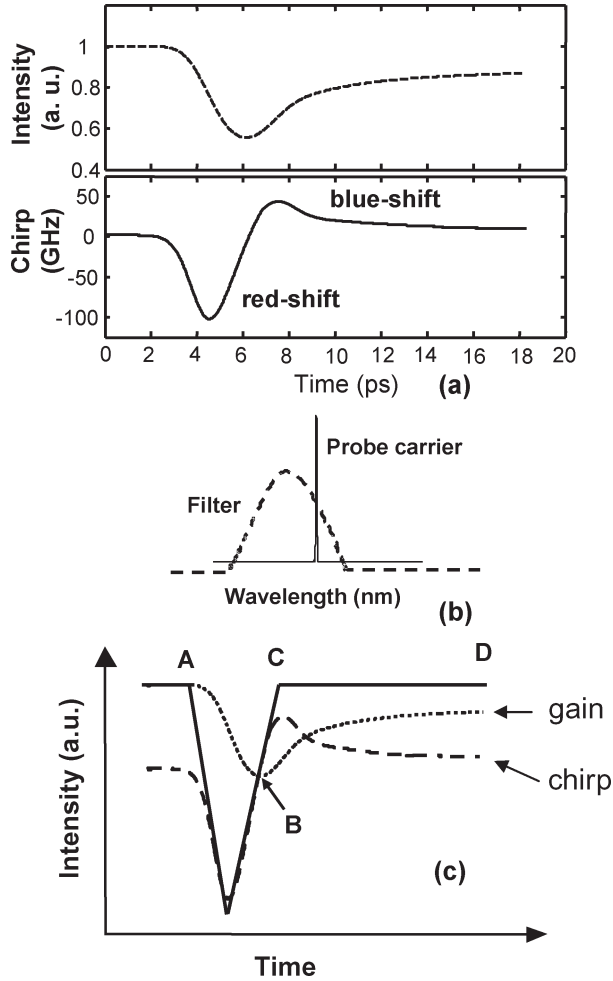 Intensity
(a. u.)
1
0.8
0.6
0.4
Chirp
(GHz)
50
0
-50
-100
blue-shift
red-shift
0 2 4 6 8 10 12 14 16 18 20
Time (ps) (a)
Probe carrier
Filter
Wavelength (nm)
(b)
A C D
gain
chirp
B
(c)
Intensity (a.u.)
Time